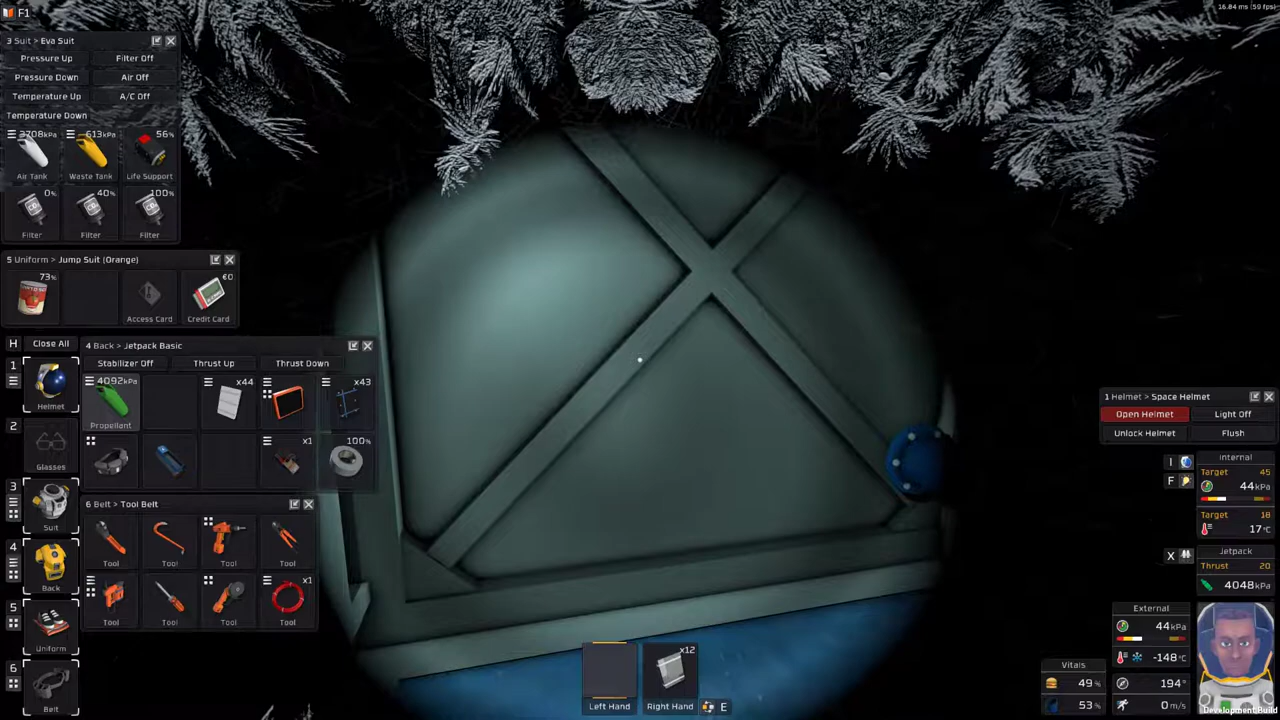 F1
16.84 ms (59 fps)
3 Suit > Eva Suit
Pressure Up
Filter Off
Pressure Down
Air Off
Temperature Up
A/C Off
Temperature Down
3708kPa
613kPa
56%
Air Tank
Waste Tank
Life Support
0%
40%
100%
Filter
Filter
Filter
5 Uniform > Jump Suit (Orange)
73%
€0
Access Card
Credit Card
H
Close All
1
Helmet
2
Glasses
3
Suit
4
Back
5
Uniform
6
Belt
4 Back > Jetpack Basic
Stabilizer Off
Thrust Up
Thrust Down
4092kPa
x44
x43
Propellant
x1
100%
6 Belt > Tool Belt
Tool
Tool
Tool
Tool
x1
Tool
Tool
Tool
Tool
x12
Left Hand
Right Hand
E
1 Helmet > Space Helmet
Open Helmet
Light Off
Unlock Helmet
Flush
I
F
X
Internal
Target 45
44kPa
Target 18
17°C
Jetpack
Thrust 20
4048kPa
External
44kPa
-148°C
194°
0m/s
Vitals
49%
53%
Development Build